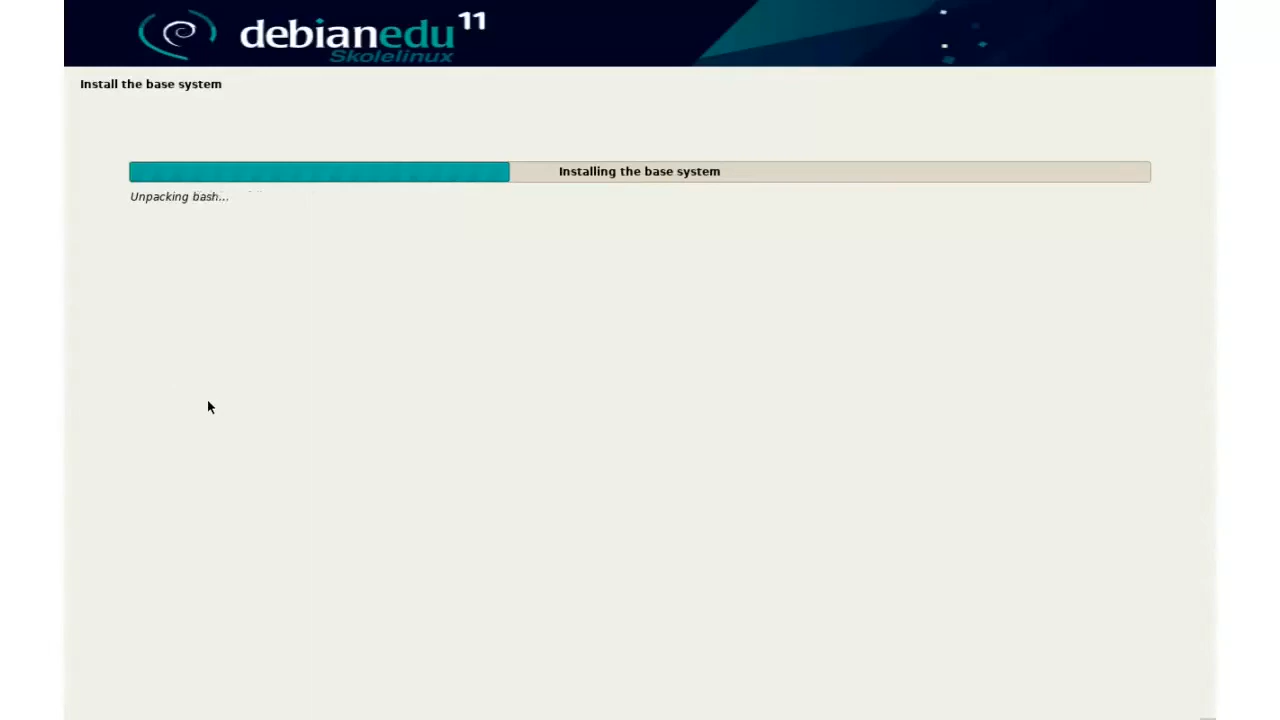 debianedu 11
Skolelinux
Install the base system
Installing the base system
Unpacking bash...